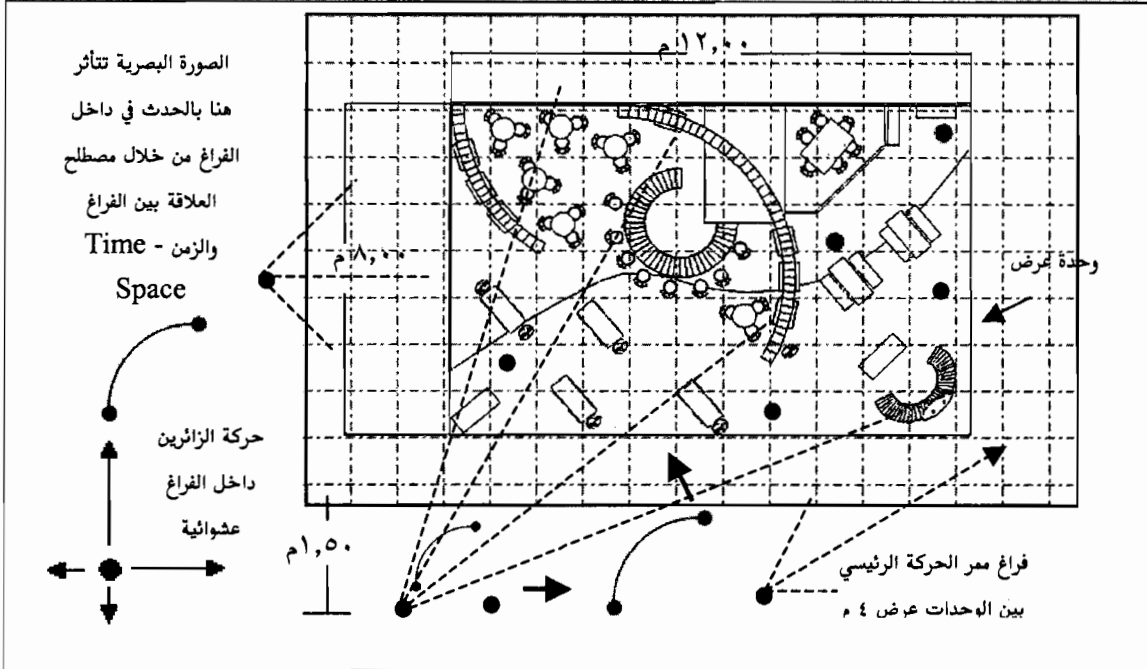 ١٢,٠٠م
الصورة البصرية تتأثر
هنا بالحدث في داخل
الفراغ من خلال مصطلح
العلاقة بين الفراغ
والزمن - Time
Space
٨,٠٠م
وحدة عرض
حركة الزائرين
داخل الفراغ
عشوائية
١,٥٠م
فراغ ممر الحركة الرئيسي
بين الوحدات عرض ٤ م